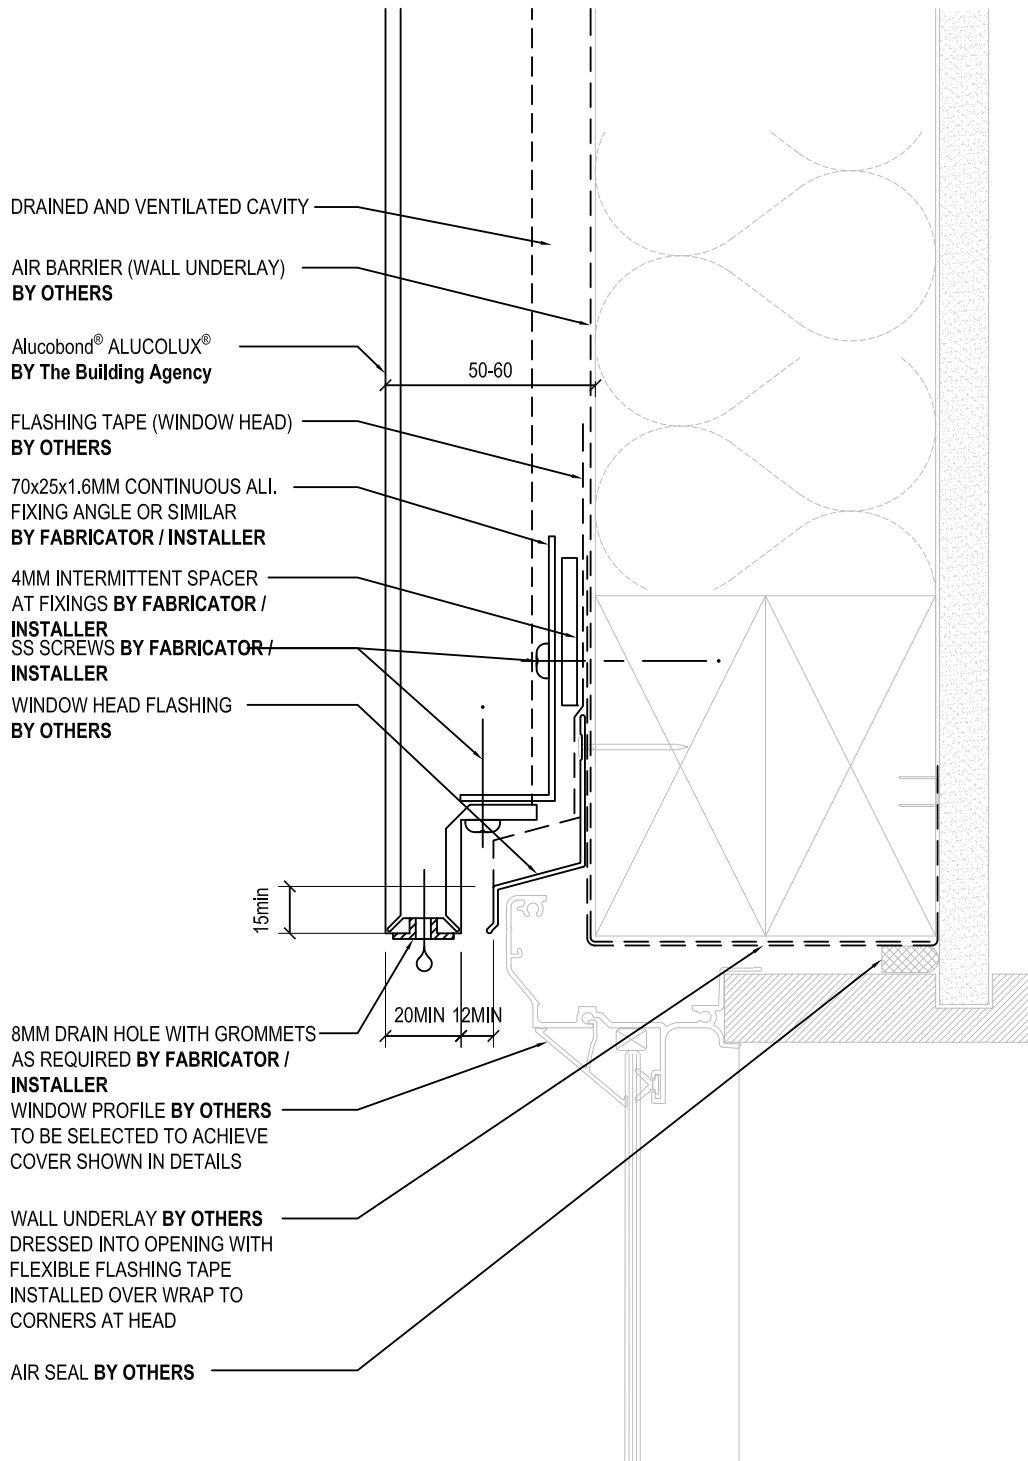 DRAINED AND VENTILATED CAVITY
AIR BARRIER (WALL UNDERLAY)
BY OTHERS
Alucobond® ALUCOLUX®
BY The Building Agency
50-60
FLASHING TAPE (WINDOW HEAD)
BY OTHERS
70x25x1.6MM CONTINUOUS ALI.
FIXING ANGLE OR SIMILAR
BY FABRICATOR / INSTALLER
4MM INTERMITTENT SPACER
AT FIXINGS BY FABRICATOR /
INSTALLER
SS SCREWS BY FABRICATOR /
INSTALLER
WINDOW HEAD FLASHING
BY OTHERS
15min
20MIN 12MIN
8MM DRAIN HOLE WITH GROMMETS
AS REQUIRED BY FABRICATOR /
INSTALLER
WINDOW PROFILE BY OTHERS
TO BE SELECTED TO ACHIEVE
COVER SHOWN IN DETAILS
WALL UNDERLAY BY OTHERS
DRESSED INTO OPENING WITH
FLEXIBLE FLASHING TAPE
INSTALLED OVER WRAP TO
CORNERS AT HEAD
AIR SEAL BY OTHERS